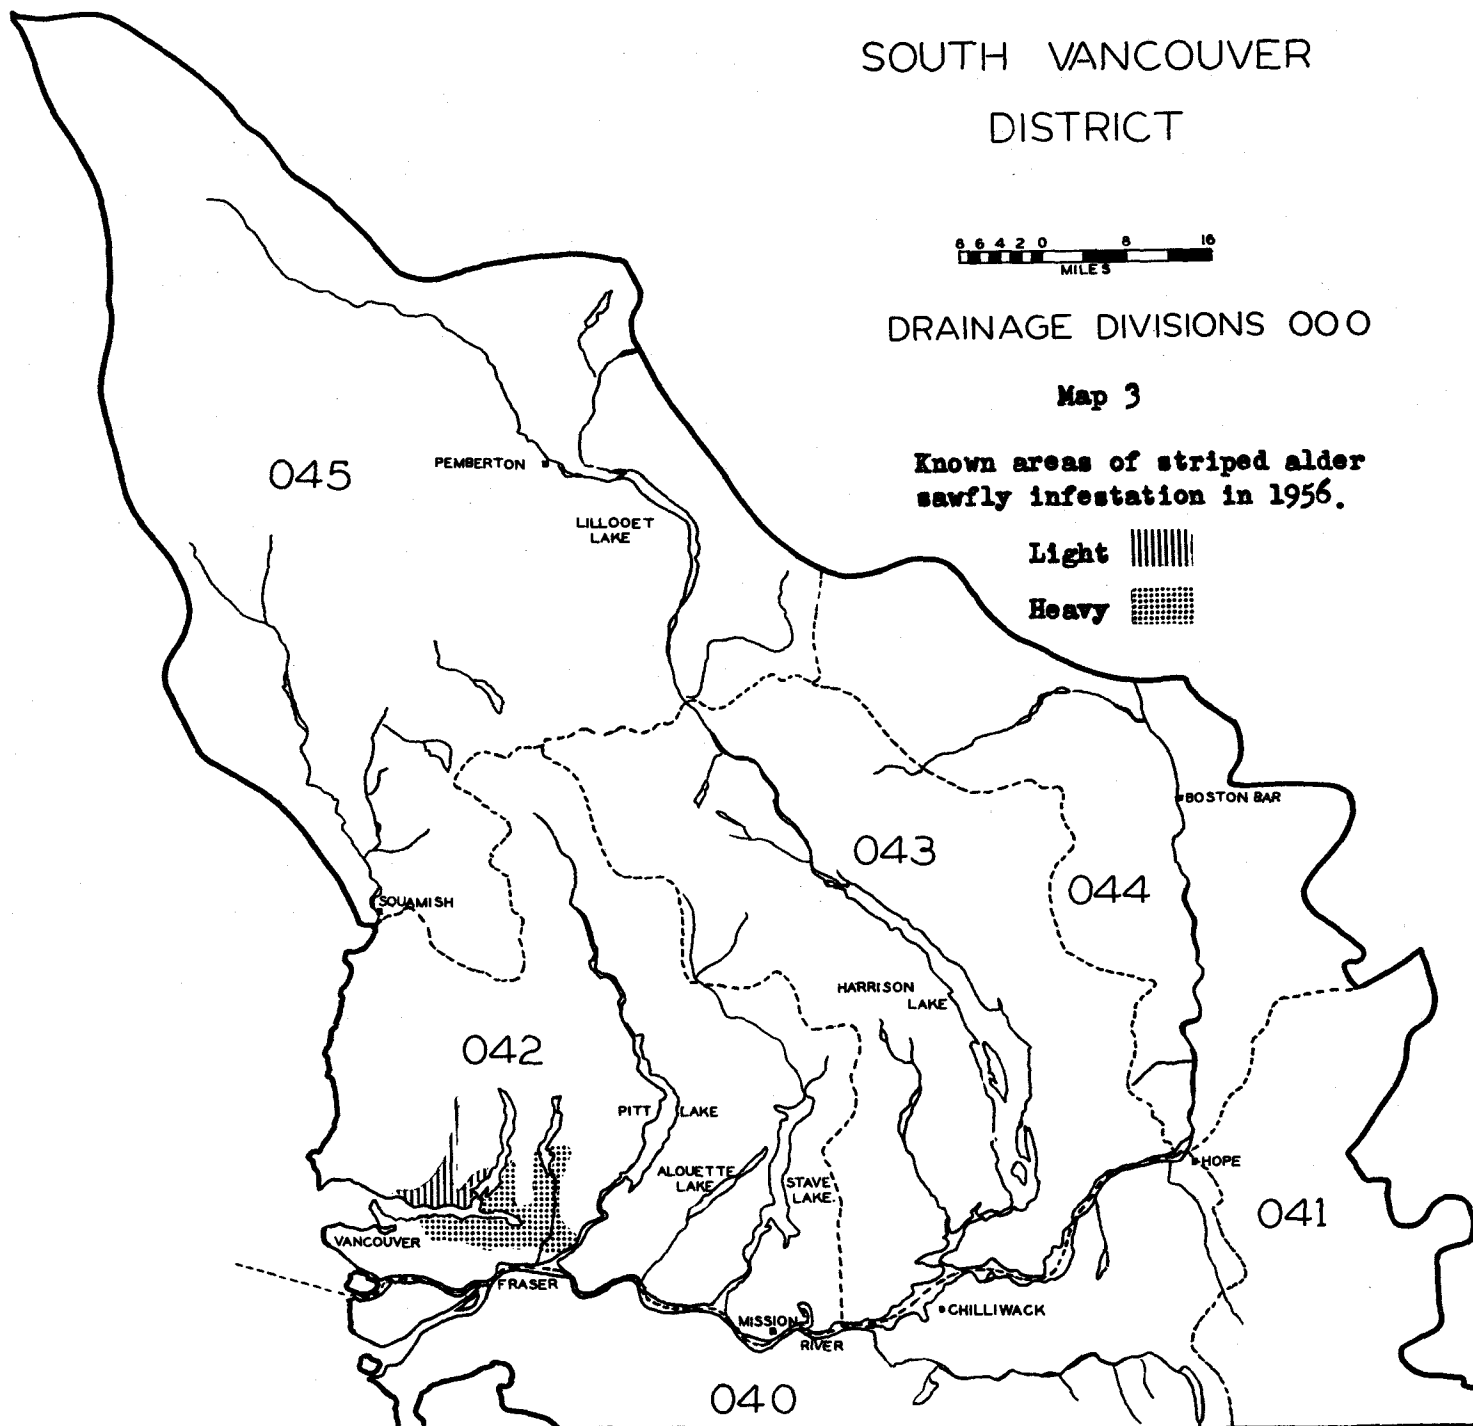 SOUTH VANCOUVER
DISTRICT
8 6 4 2 0 8 16
MILES
DRAINAGE DIVISIONS 000
Map 3
Known areas of striped alder
sawfly infestation in 1956.
Light
Heavy
045
PEMBERTON
LILLOOET
LAKE
BOSTON BAR
043
044
SQUAMISH
HARRISON
LAKE
042
PITT LAKE
ALOUETTE
LAKE
STAVE
LAKE
HOPE
041
VANCOUVER
FRASER
CHILLIWACK
MISSION
RIVER
040